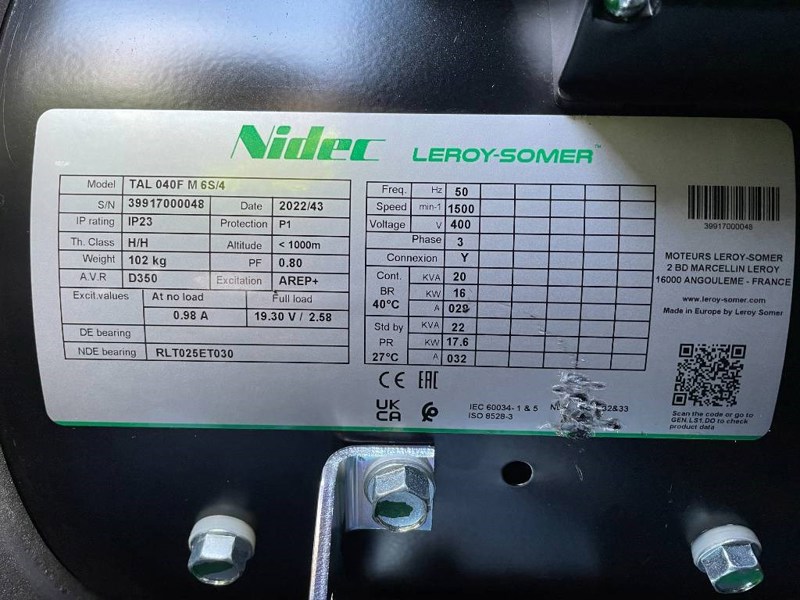 Nidec LEROY-SOMER™
Model TAL 040F M 6S/4
S/N 39917000048 Date 2022/43
IP rating IP23 Protection P1
Th. Class H/H Altitude < 1000m
Weight 102 kg PF 0.80
A.V.R D350 Excitation AREP+
Excit.values At no load Full load
0.98 A 19.30 V / 2.58
DE bearing
NDE bearing RLT025ET030
Freq. Hz 50
Speed min-1 1500
Voltage V 400
Phase 3
Connexion Y
Cont. KVA 20
BR KW 16
40°C A 029
Std by KVA 22
PR KW 17.6
27°C A 032
CE EAC
UK
CA
IEC 60034- 1 & 5
ISO 8528-3
39917000048
MOTEURS LEROY-SOMER
2 BD MARCELLIN LEROY
16000 ANGOULEME - FRANCE
www.leroy-somer.com
Made in Europe by Leroy Somer
Scan the code or go to
GEN.LS1.DO to check
product data